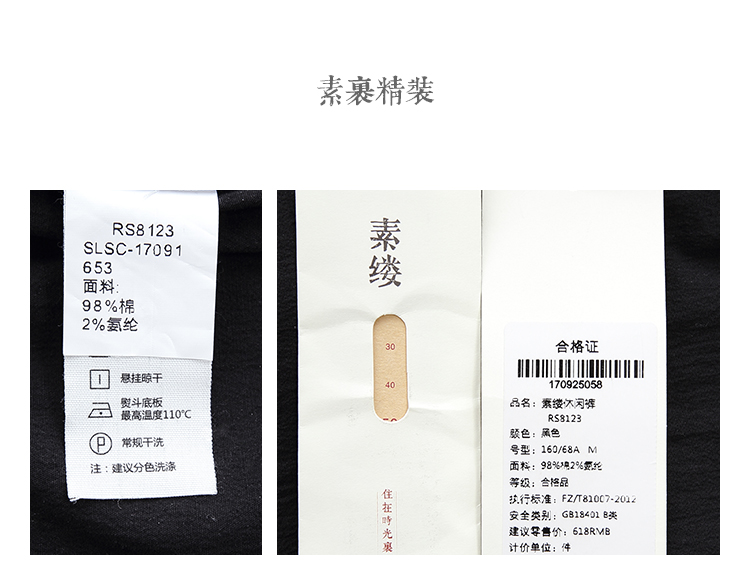 素裹精装
RS8123
SLSC-17091
653
面料:
98%棉
2%氨纶
悬挂晾干
熨斗底板
最高温度110℃
P
常规干洗
注:建议分色洗涤
素
缕
30
40
住在時光裏
合格证
170925058
品名:素缕休闲裤
RS8123
颜色:黑色
号型:160/68A M
面料:98%棉2%氨纶
等级:合格品
执行标准:FZ/T81007-2012
安全类别:GB18401 B类
建议零售价:618RMB
计价单位:件